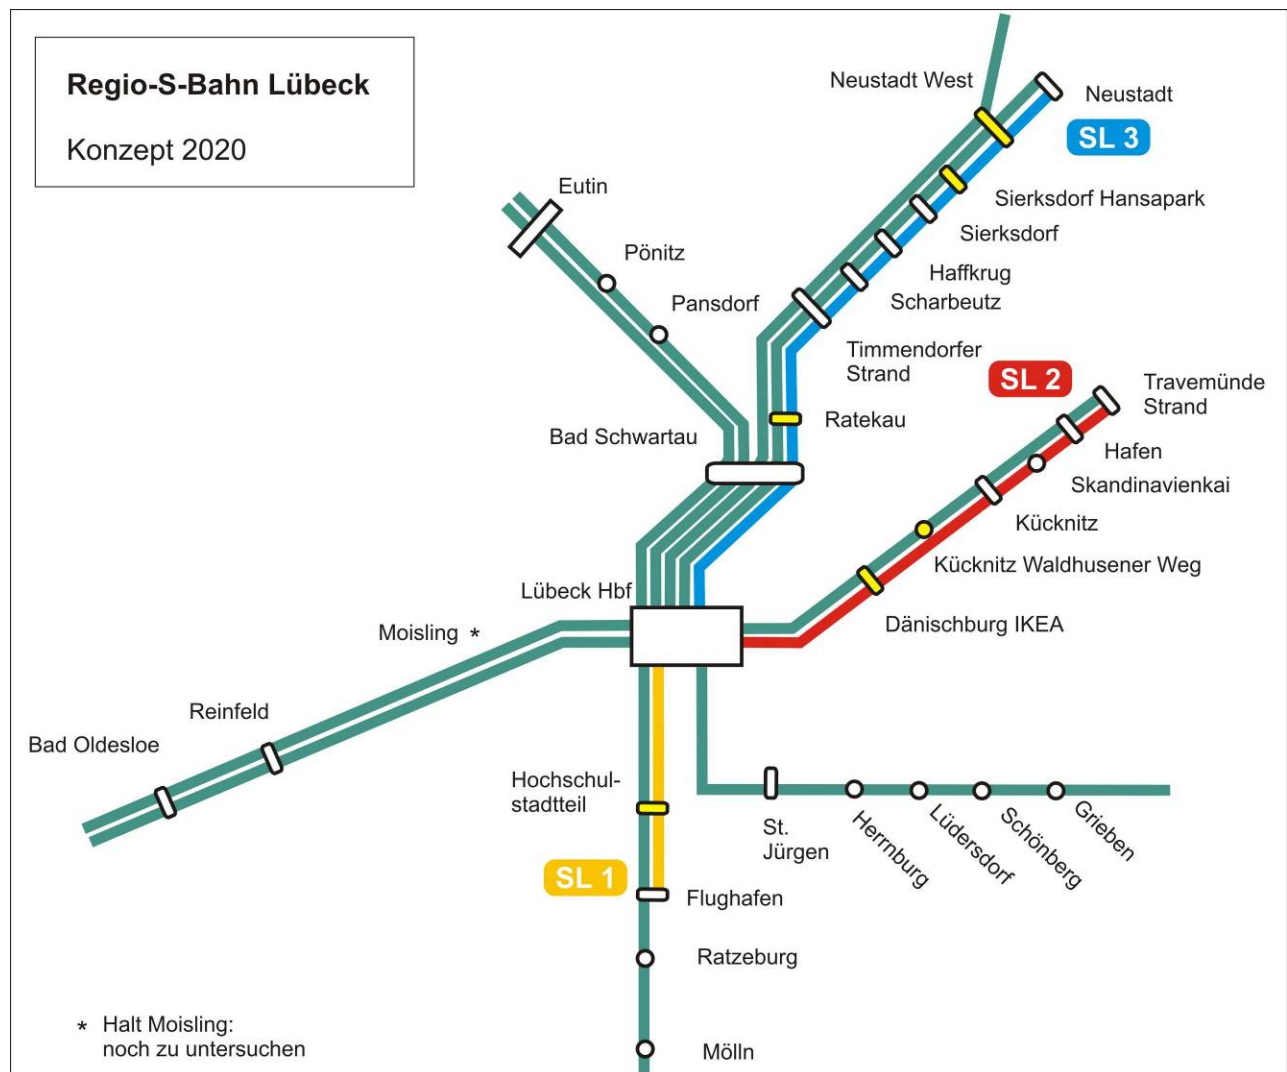 Regio-S-Bahn Lübeck
Konzept 2020
Neustadt West
Neustadt
SL 3
Eutin
Sierksdorf Hansapark
Sierksdorf
Pönitz
Haffkrug
Pansdorf
Scharbeutz
Timmendorfer
Strand
SL 2
Travemünde
Strand
Ratekau
Bad Schwartau
Hafen
Skandinavienkai
Kücknitz
Kücknitz Waldhusener Weg
Lübeck Hbf
Dänischburg IKEA
Moisling *
Reinfeld
Bad Oldesloe
Hochschul-
stadtteil
St.
Jürgen
Herrnburg
Lüdersdorf
Schönberg
Grieben
SL 1
Flughafen
Ratzeburg
Mölln
* Halt Moisling:
noch zu untersuchen